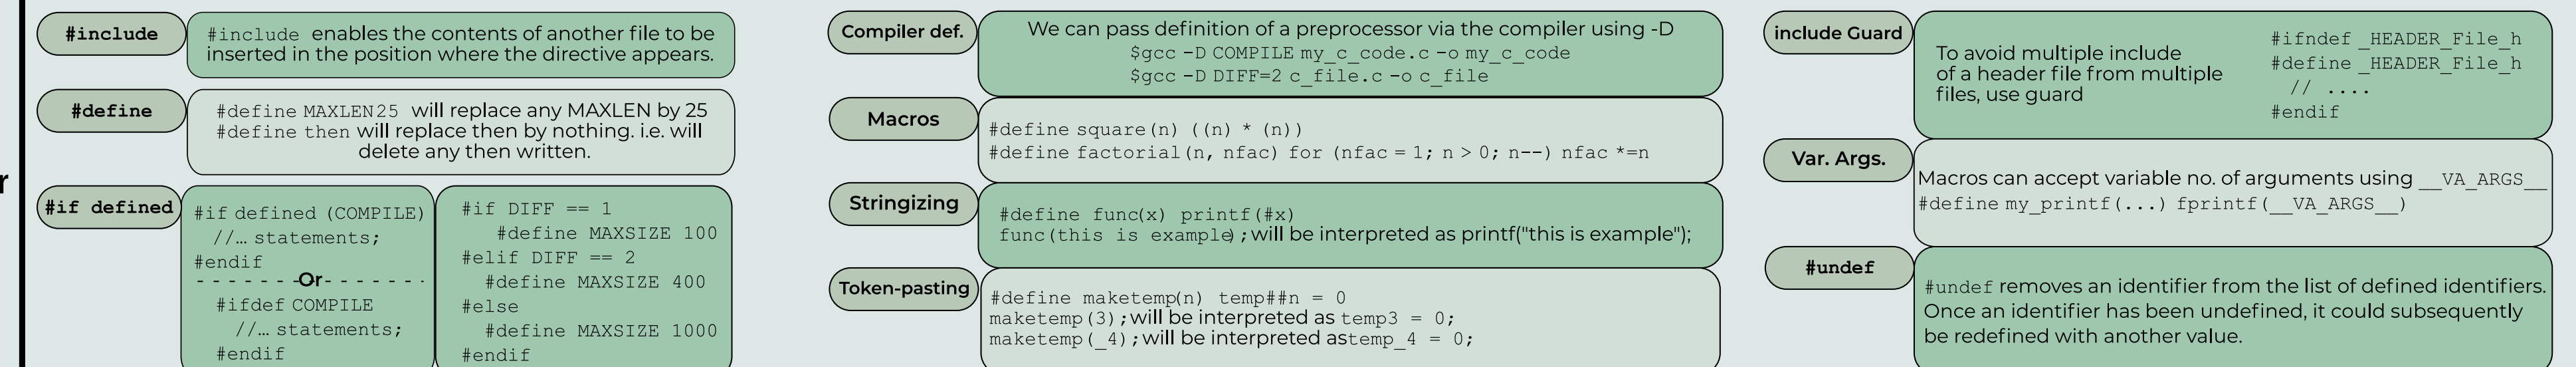 r
#include
#include enables the contents of another file to be
inserted in the position where the directive appears.
#define
#define MAXLEN25 will replace any MAXLEN by 25
#define then will replace then by nothing. i.e. will
delete any then written.
#if defined
#if defined (COMPILE)
//... statements;
#endif
- - - - - - - -Or- - - - - - - -
#ifdef COMPILE
//... statements;
#endif
#if DIFF == 1
#define MAXSIZE 100
#elif DIFF == 2
#define MAXSIZE 400
#else
#define MAXSIZE 1000
#endif
Compiler def.
We can pass definition of a preprocessor via the compiler using -D
$gcc -D COMPILE my_c_code.c -o my_c_code
$gcc -D DIFF=2 c_file.c -o c_file
Macros
#define square(n) ((n) * (n))
#define factorial(n, nfac) for (nfac = 1; n > 0; n--) nfac *=n
Stringizing
#define func(x) printf(#x)
func(this is example);will be interpreted as printf("this is example");
Token-pasting
#define maketemp(n) temp##n = 0
maketemp(3);will be interpreted as temp3 = 0;
maketemp(_4);will be interpreted astemp_4 = 0;
include Guard
To avoid multiple include
of a header file from multiple
files, use guard
#ifndef _HEADER_File_h
#define _HEADER_File_h
// ....
#endif
Var. Args.
Macros can accept variable no. of arguments using __VA_ARGS__
#define my_printf(...) fprintf(__VA_ARGS__)
#undef
#undef removes an identifier from the list of defined identifiers.
Once an identifier has been undefined, it could subsequently
be redefined with another value.